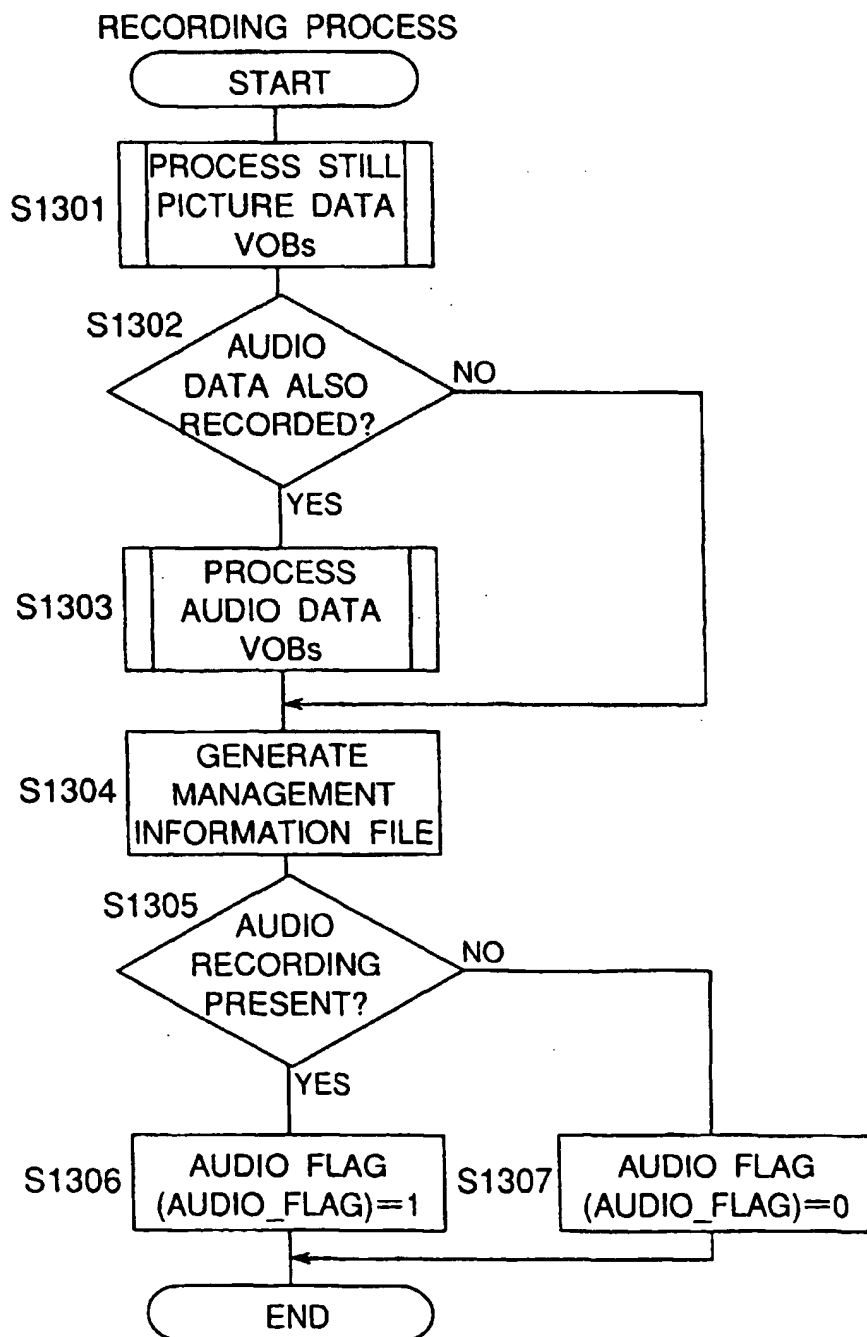 RECORDING PROCESS
START
S1301
PROCESS STILL
PICTURE DATA
VOBs
S1302
AUDIO
DATA ALSO
RECORDED?
NO
YES
S1303
PROCESS
AUDIO DATA
VOBs
S1304
GENERATE
MANAGEMENT
INFORMATION FILE
S1305
AUDIO
RECORDING
PRESENT?
NO
YES
S1306
AUDIO FLAG
(AUDIO_FLAG)=1
S1307
AUDIO FLAG
(AUDIO_FLAG)=0
END